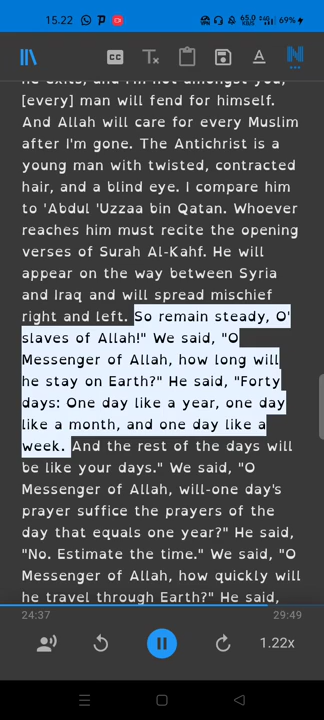 15.22
65.0
KB/s
69%
CC
he exits, and I'm not amongst you,
[every] man will fend for himself.
And Allah will care for every Muslim
after I'm gone. The Antichrist is a
young man with twisted, contracted
hair, and a blind eye. I compare him
to 'Abdul 'Uzzaa bin Qatan. Whoever
reaches him must recite the opening
verses of Surah Al-Kahf. He will
appear on the way between Syria
and Iraq and will spread mischief
right and left. So remain steady, O'
slaves of Allah!" We said, "O
Messenger of Allah, how long will
he stay on Earth?" He said, "Forty
days: One day like a year, one day
like a month, and one day like a
week. And the rest of the days will
be like your days." We said, "O
Messenger of Allah, will-one day's
prayer suffice the prayers of the
day that equals one year?" He said,
"No. Estimate the time." We said, "O
Messenger of Allah, how quickly will
he travel through Earth?" He said,
24:37
29:49
1.22x